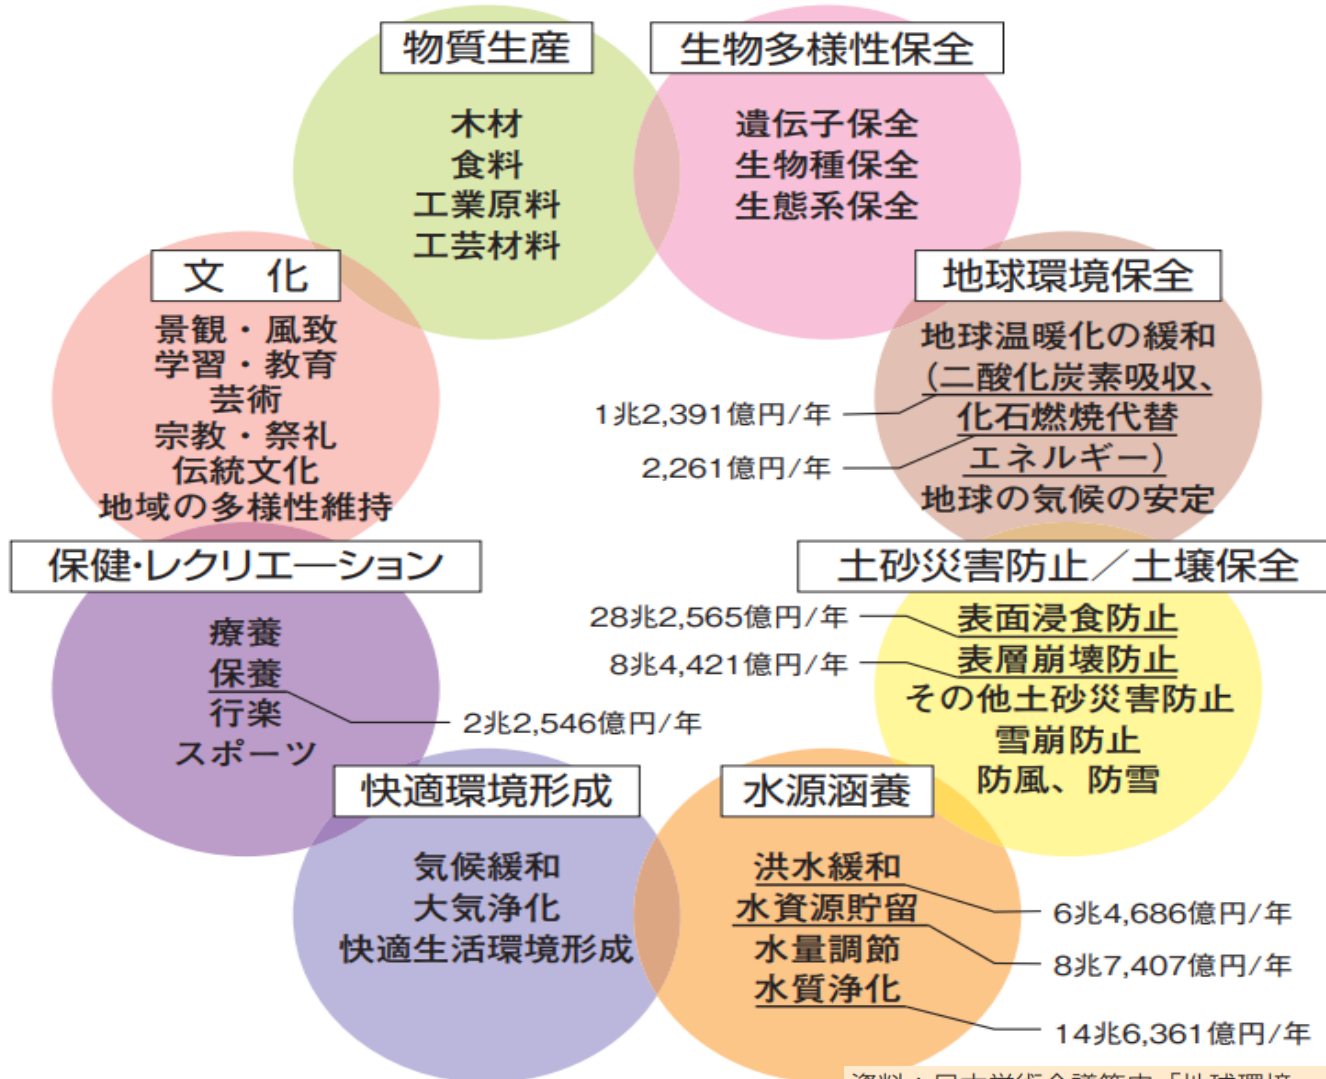 物質生産
木材
食料
工業原料
工芸材料
生物多様性保全
遺伝子保全
生物種保全
生態系保全
文 化
景観・風致
学習・教育
芸術
宗教・祭礼
伝統文化
地域の多様性維持
地球環境保全
地球温暖化の緩和
(二酸化炭素吸収、
化石燃焼代替
エネルギー)
地球の気候の安定
1兆2,391億円/年
2,261億円/年
保健・レクリエーション
療養
保養
行楽
スポーツ
2兆2,546億円/年
土砂災害防止／土壌保全
表面浸食防止
表層崩壊防止
その他土砂災害防止
雪崩防止
防風、防雪
28兆2,565億円/年
8兆4,421億円/年
快適環境形成
気候緩和
大気浄化
快適生活環境形成
水源涵養
洪水緩和
水資源貯留
水量調節
水質浄化
6兆4,686億円/年
8兆7,407億円/年
14兆6,361億円/年